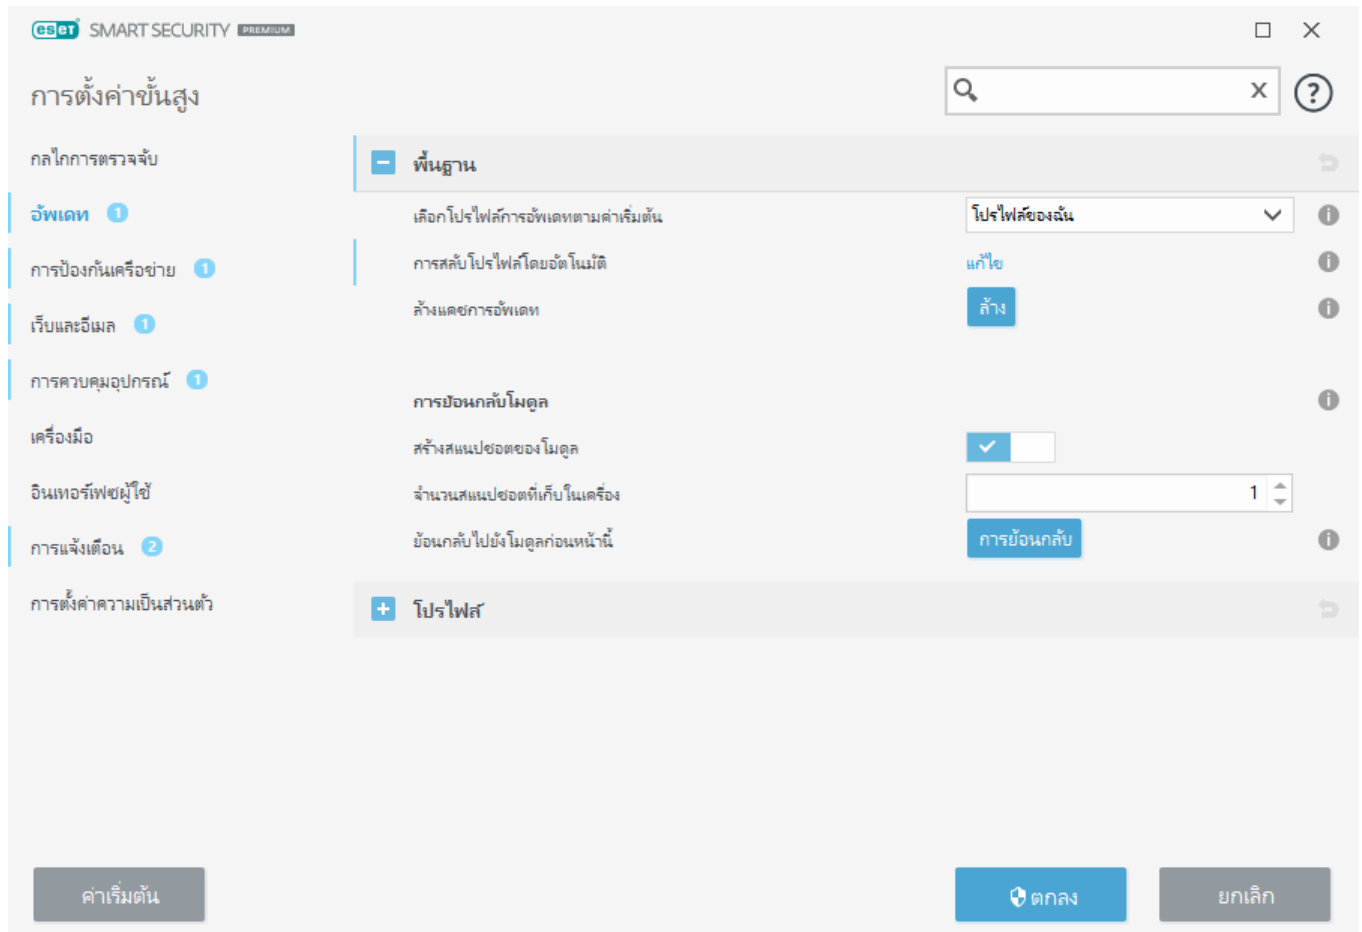 eset SMART SECURITY PREMIUM
การตั้งค่าขั้นสูง
X ?
กลไกการตรวจจับ
อัพเดท 1
การป้องกันเครือข่าย 1
เว็บและอีเมล 1
การควบคุมอุปกรณ์ 1
เครื่องมือ
อินเทอร์เฟซผู้ใช้
การแจ้งเตือน 2
การตั้งค่าความเป็นส่วนตัว
พื้นฐาน
เลือกโปรไฟล์การอัพเดทตามค่าเริ่มต้น โปรไฟล์ของฉัน
การสลับโปรไฟล์โดยอัตโนมัติ แก้ไข
ล้างแคชการอัพเดท ล้าง
การย้อนกลับโมดูล
สร้างสแนปชอตของโมดูล
จำนวนสแนปชอตที่เก็บในเครื่อง 1
ย้อนกลับไปยังโมดูลก่อนหน้านี้ การย้อนกลับ
โปรไฟล์
ค่าเริ่มต้น ตกลง ยกเลิก